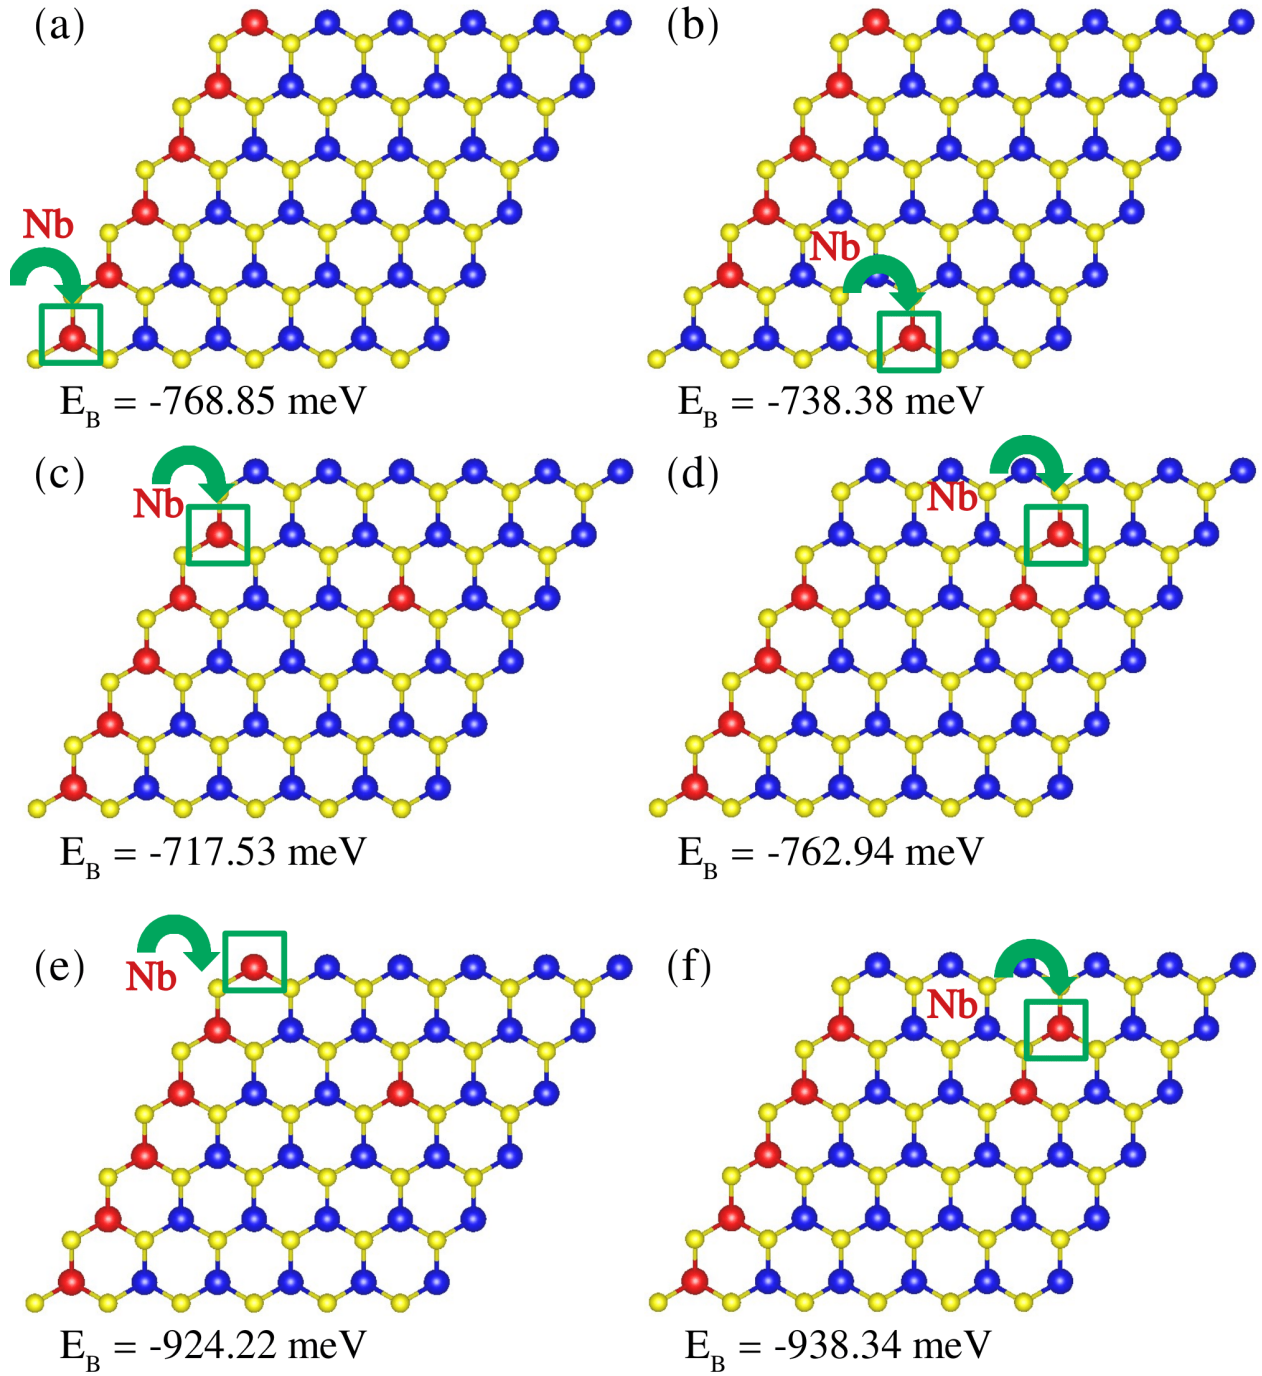 (a)
(b)
Nb
Nb
E_B = -768.85 meV
E_B = -738.38 meV
(c)
(d)
Nb
Nb
E_B = -717.53 meV
E_B = -762.94 meV
(e)
(f)
Nb
Nb
E_B = -924.22 meV
E_B = -938.34 meV